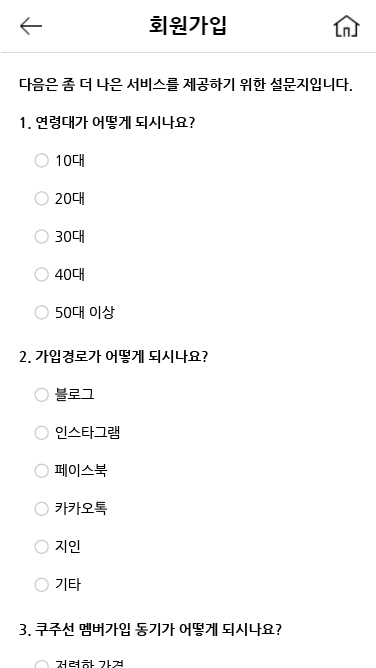 회원가입
다음은 좀 더 나은 서비스를 제공하기 위한 설문지입니다.
1. 연령대가 어떻게 되시나요?
10대
20대
30대
40대
50대 이상
2. 가입경로가 어떻게 되시나요?
블로그
인스타그램
페이스북
카카오톡
지인
기타
3. 쿠주선 멤버가입 동기가 어떻게 되시나요?
저렴한 가격